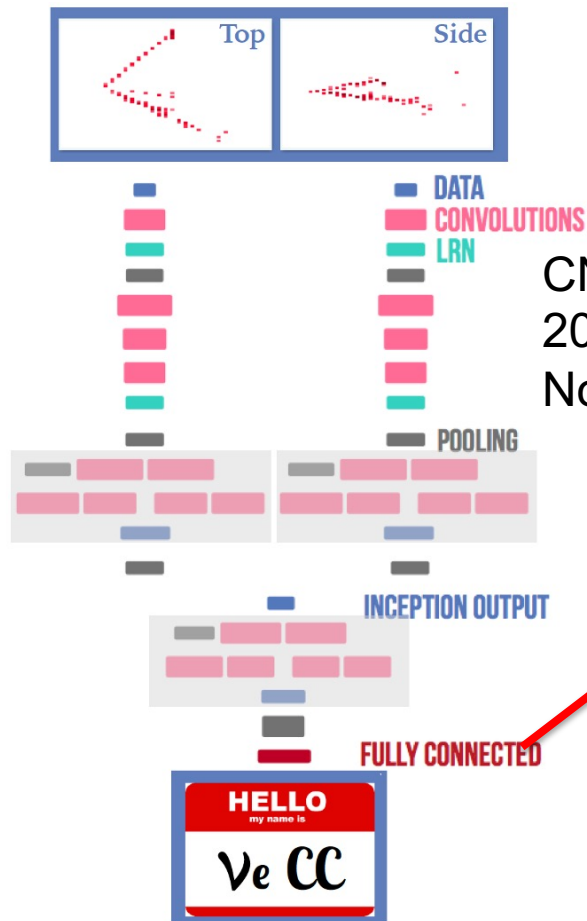 Top
Side
DATA
CONVOLUTIONS
LRN
CN
20
No
POOLING
INCEPTION OUTPUT
FULLY CONNECTED
HELLO
my name is
νe CC